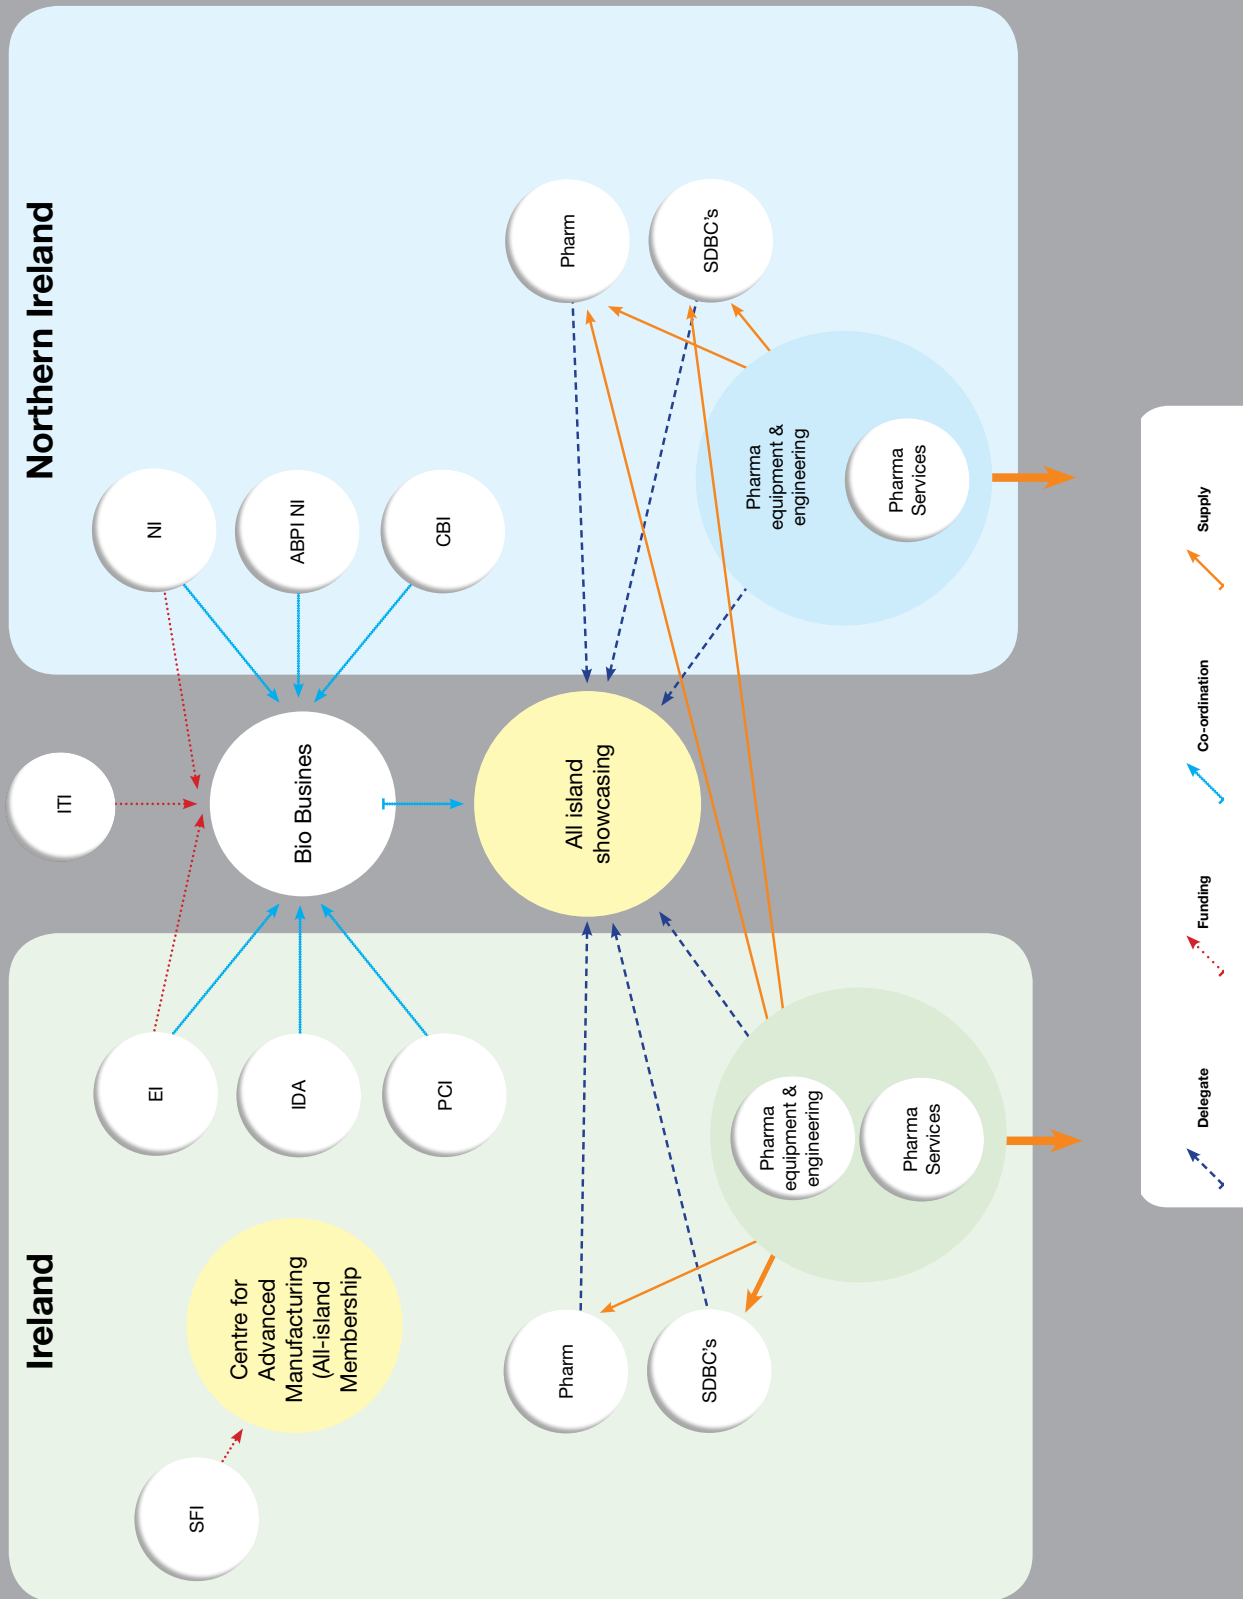 Ireland
Northern Ireland
SFI
Centre for
Advanced
Manufacturing
(All-island
Membership
EI
IDA
PCI
ITI
Bio Busines
NI
ABPI NI
CBI
All island
showcasing
Pharm
SDBC's
Pharma
equipment &
engineering
Pharma
Services
Pharm
SDBC's
Pharma
equipment &
engineering
Pharma
Services
Delegate
Funding
Co-ordination
Supply